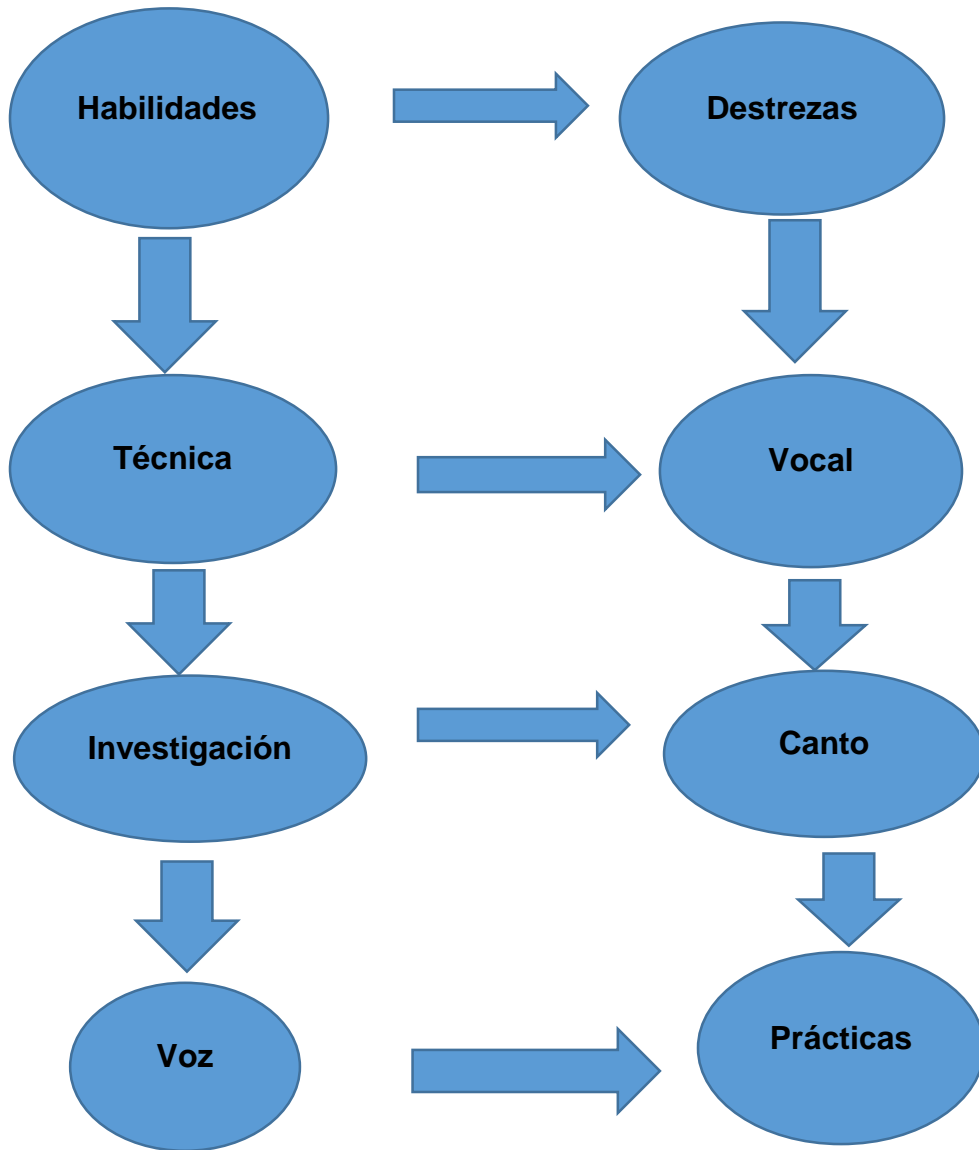 Habilidades
Destrezas
Técnica
Vocal
Investigación
Canto
Voz
Prácticas